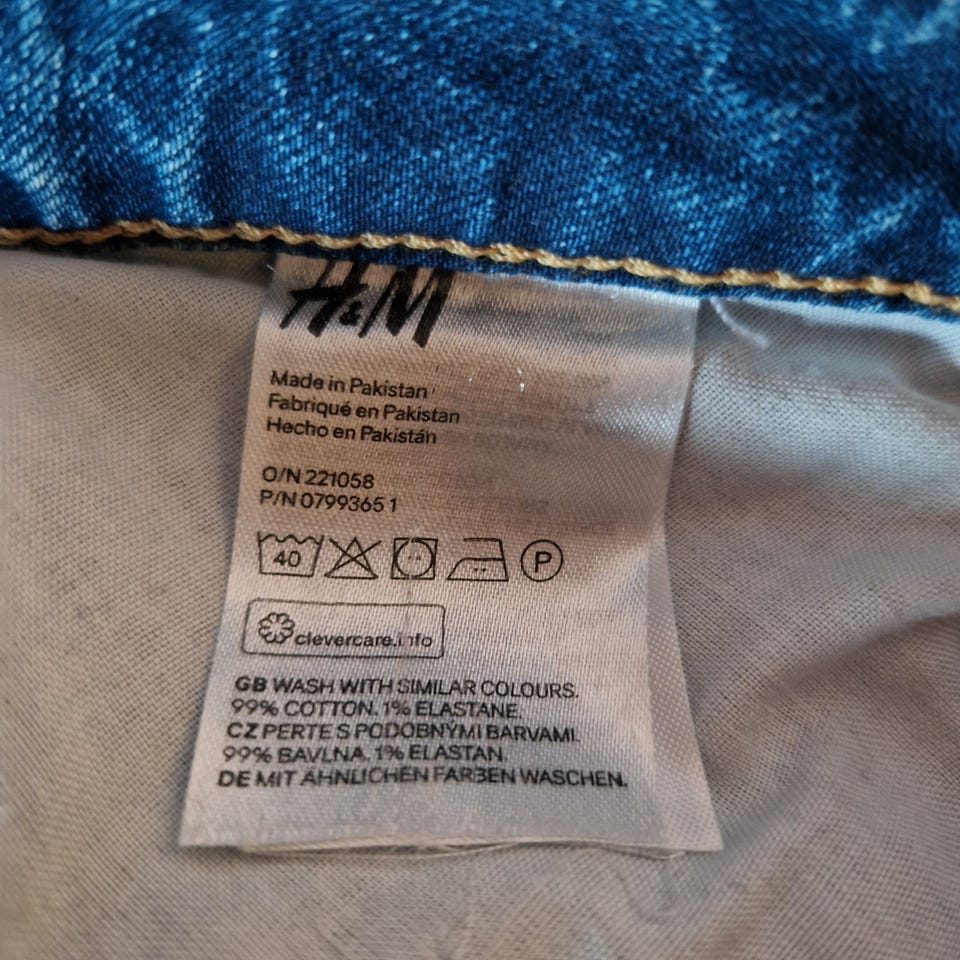 H&M
Made in Pakistan
Fabriqué en Pakistan
Hecho en Pakistán
O/N 221058
P/N 0799365 1
40 P
clevercare.info
GB WASH WITH SIMILAR COLOURS.
99% COTTON. 1% ELASTANE.
CZ PERTE S PODOBNÝMI BARVAMI.
99% BAVLNA. 1% ELASTAN.
DE MIT ÄHNLICHEN FARBEN WASCHEN.